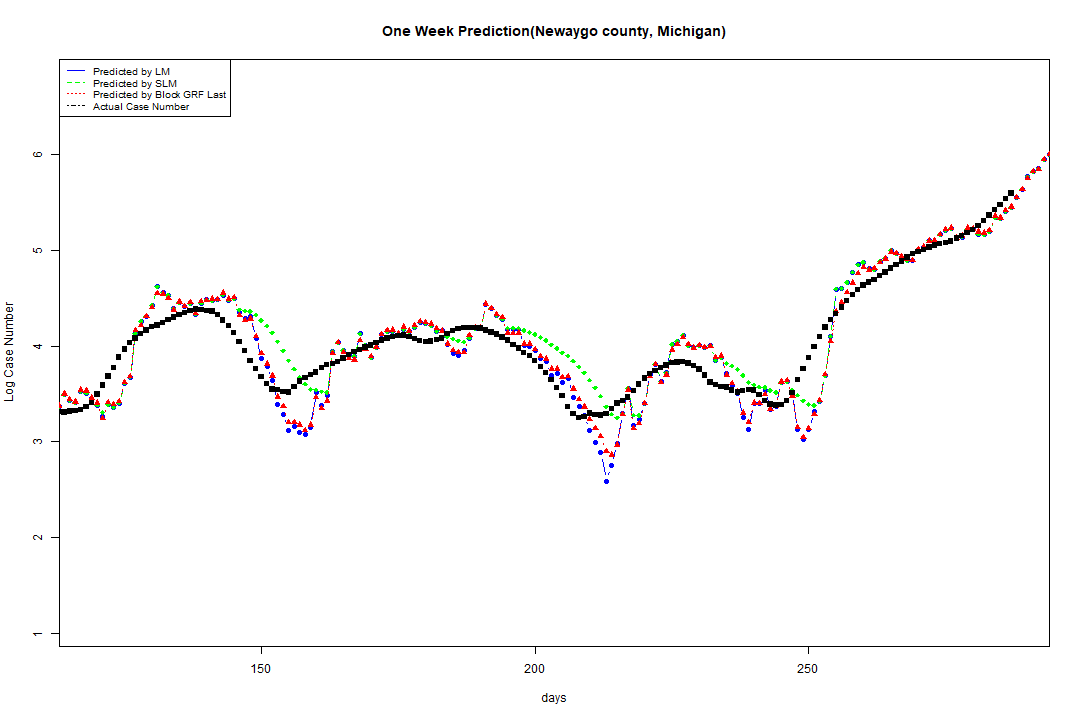 One Week Prediction(Newaygo county, Michigan)
Predicted by LM
Predicted by SLM
Predicted by Block GRF Last
Actual Case Number
6
5
4
3
2
1
Log Case Number
150 200 250
days